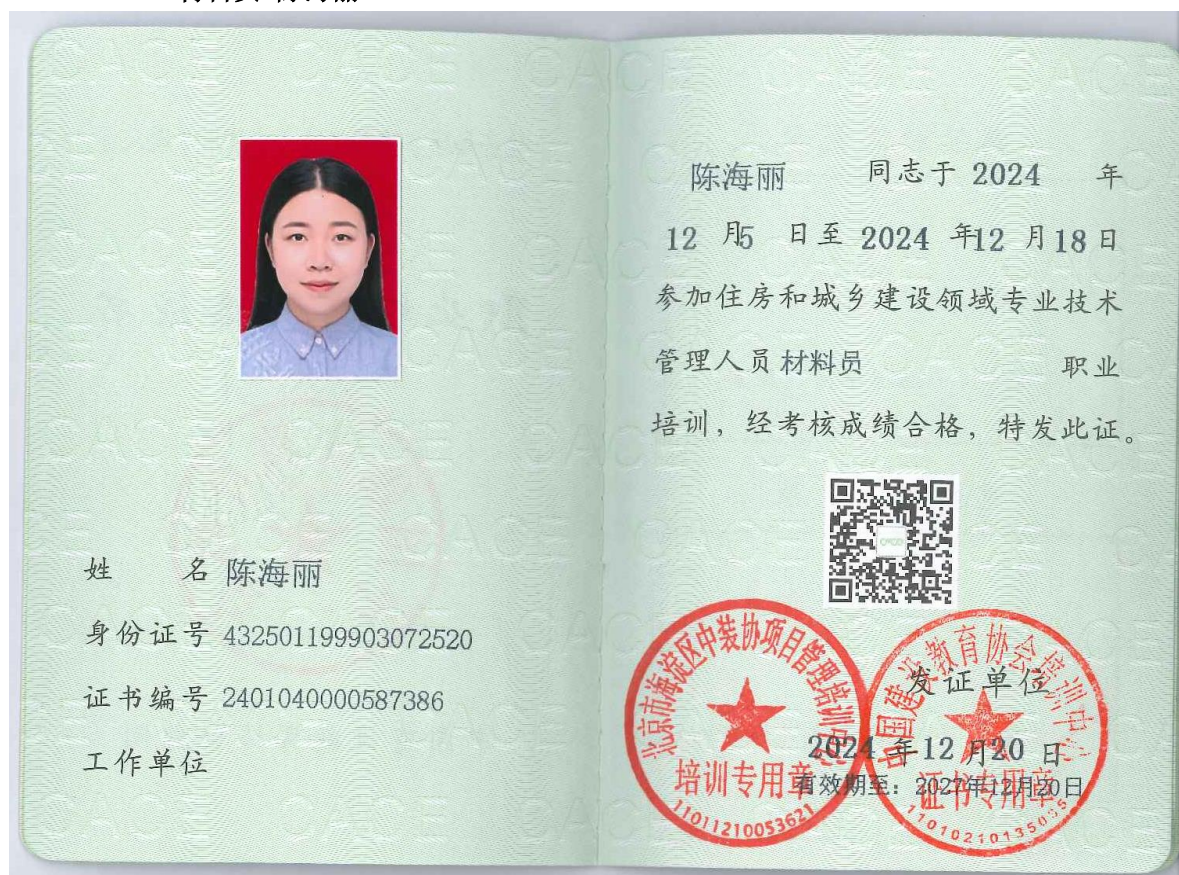 姓 名 陈海丽
身份证号 432501199903072520
证书编号 2401040000587386
工作单位
陈海丽 同志于 2024 年
12 月5 日至 2024 年12 月18日
参加住房和城乡建设领域专业技术
管理人员材料员 职业
培训，经考核成绩合格，特发此证。
北京市海淀区中装协项目管理培训中心
培训专用章
11011210053621
中国建设教育协会培训中心
发证单位
2024 年12 月20 日
有效期至：2027年12月20日
证书专用章